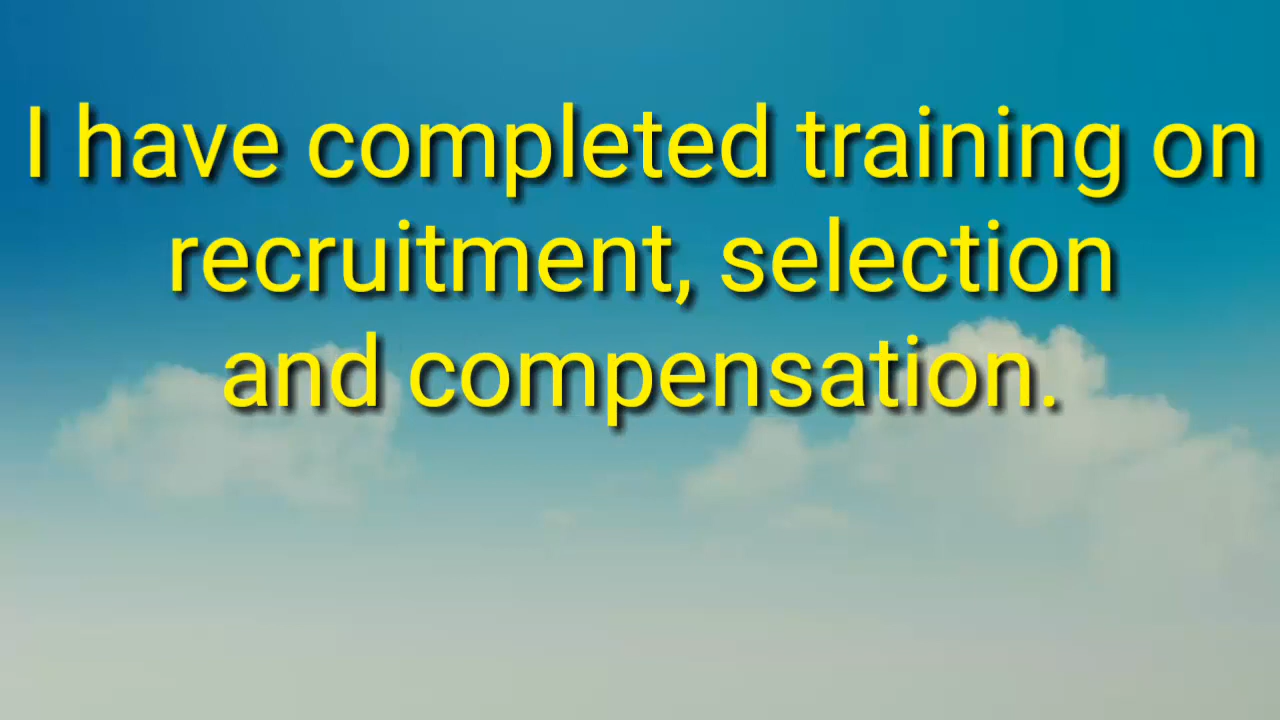 I have completed training on
recruitment, selection
and compensation.